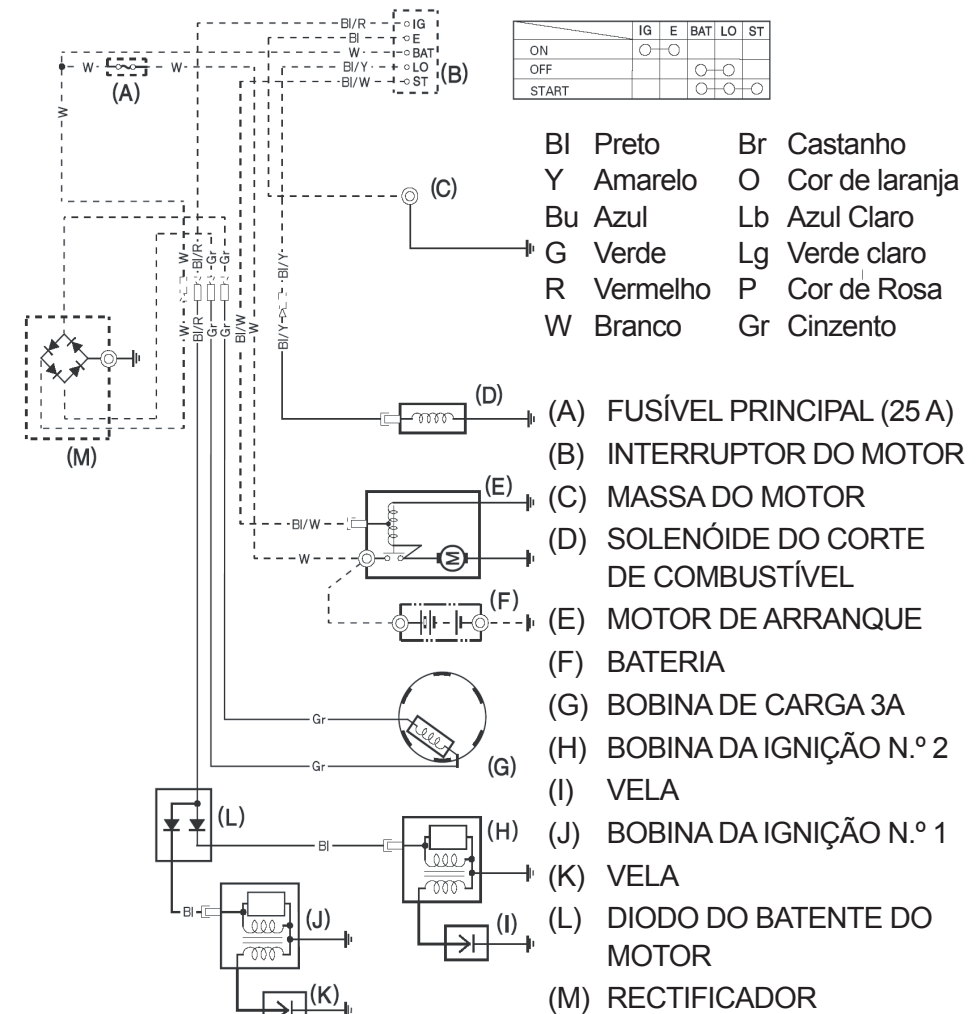 Bl/R IG
Bl E
W BAT
Bl/Y LO
Bl/W ST
(B)
W W
(A)
W
IG E BAT LO ST
ON
OFF
START
Bl Preto Br Castanho
Y Amarelo O Cor de laranja
Bu Azul Lb Azul Claro
G Verde Lg Verde claro
R Vermelho P Cor de Rosa
W Branco Gr Cinzento
(C)
W Bl/R Gr Gr
W Bl/R Gr Gr
Bl/Y
Bl/Y
Bl/W
W
(M)
(D)
(E)
Bl/W
W
M
(F)
Gr
Gr
(G)
(L)
Bl
(H)
(I)
Bl
(J)
(K)
(A) FUSÍVEL PRINCIPAL (25 A)
(B) INTERRUPTOR DO MOTOR
(C) MASSA DO MOTOR
(D) SOLENÓIDE DO CORTE
DE COMBUSTÍVEL
(E) MOTOR DE ARRANQUE
(F) BATERIA
(G) BOBINA DE CARGA 3A
(H) BOBINA DA IGNIÇÃO N.º 2
(I) VELA
(J) BOBINA DA IGNIÇÃO N.º 1
(K) VELA
(L) DIODO DO BATENTE DO
MOTOR
(M) RECTIFICADOR